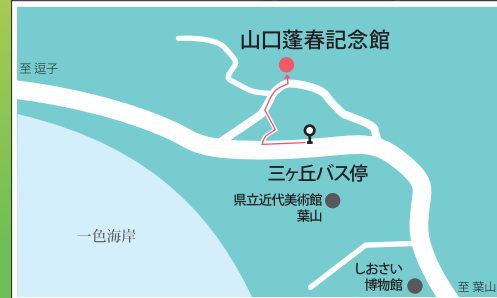 山口蓬春記念館
至 逗子
三ヶ丘バス停
県立近代美術館
葉山
一色海岸
しおさい
博物館
至 葉山